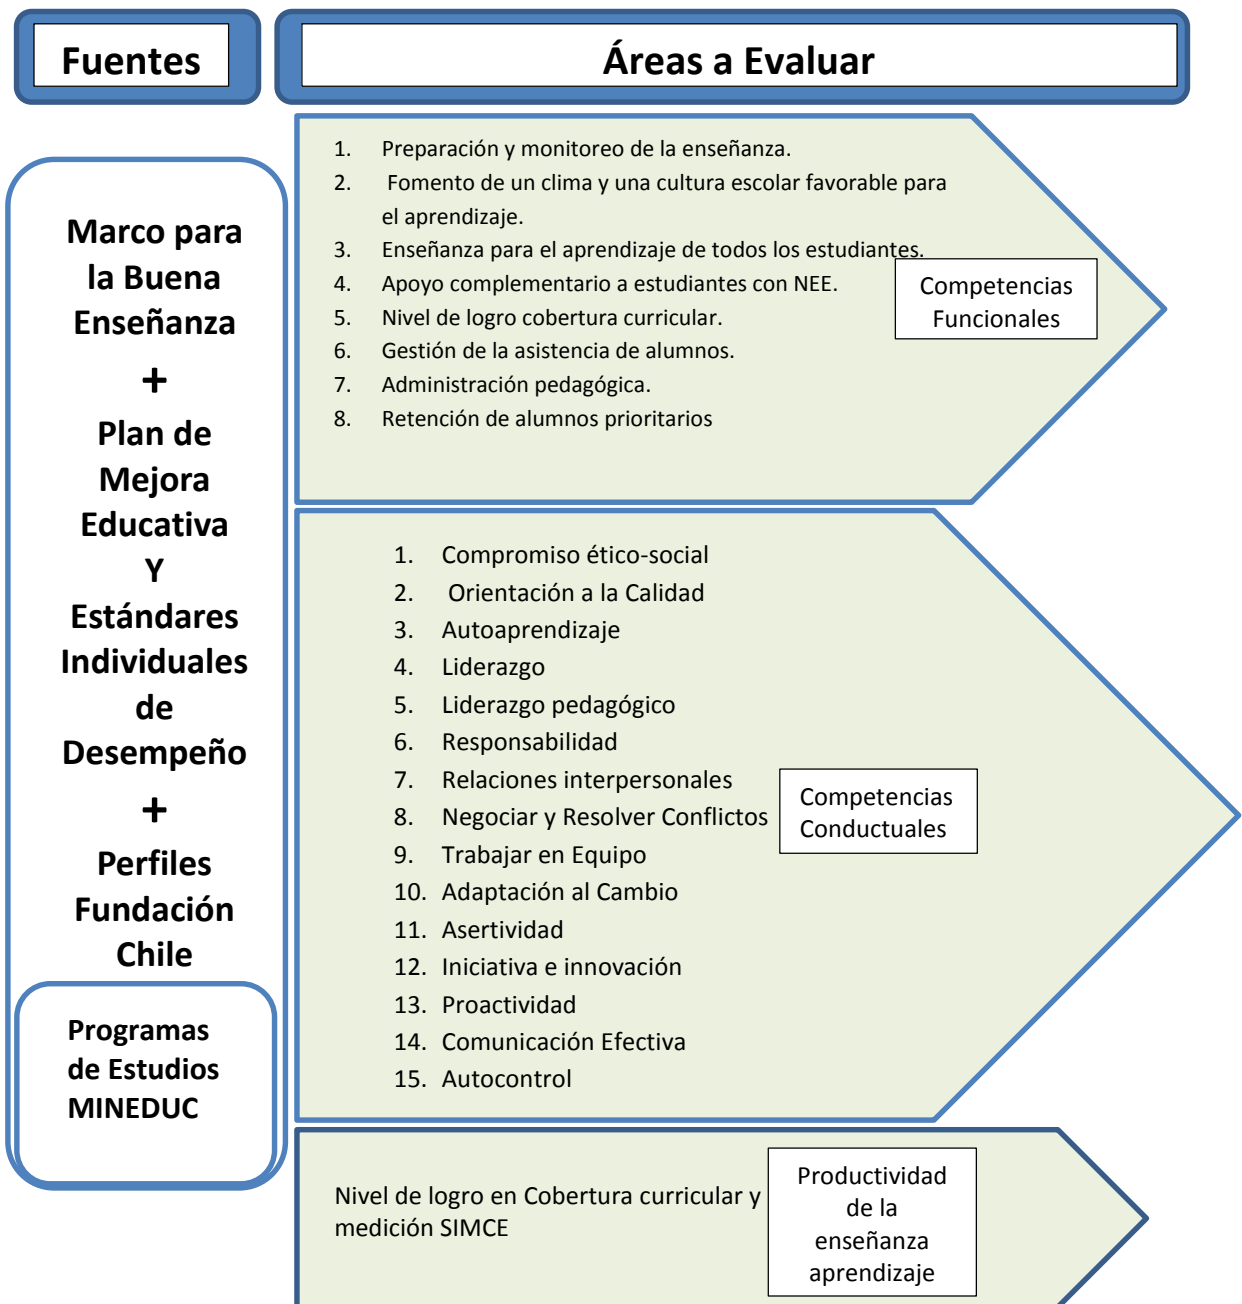 Fuentes
Áreas a Evaluar
Marco para
la Buena
Enseñanza
+
Plan de
Mejora
Educativa
Y
Estándares
Individuales
de
Desempeño
+
Perfiles
Fundación
Chile
Programas
de Estudios
MINEDUC
1. Preparación y monitoreo de la enseñanza.
2. Fomento de un clima y una cultura escolar favorable para
el aprendizaje.
3. Enseñanza para el aprendizaje de todos los estudiantes.
4. Apoyo complementario a estudiantes con NEE.
5. Nivel de logro cobertura curricular.
6. Gestión de la asistencia de alumnos.
7. Administración pedagógica.
8. Retención de alumnos prioritarios
Competencias
Funcionales
1. Compromiso ético-social
2. Orientación a la Calidad
3. Autoaprendizaje
4. Liderazgo
5. Liderazgo pedagógico
6. Responsabilidad
7. Relaciones interpersonales
8. Negociar y Resolver Conflictos
9. Trabajar en Equipo
10. Adaptación al Cambio
11. Asertividad
12. Iniciativa e innovación
13. Proactividad
14. Comunicación Efectiva
15. Autocontrol
Competencias
Conductuales
Nivel de logro en Cobertura curricular y
medición SIMCE
Productividad
de la
enseñanza
aprendizaje